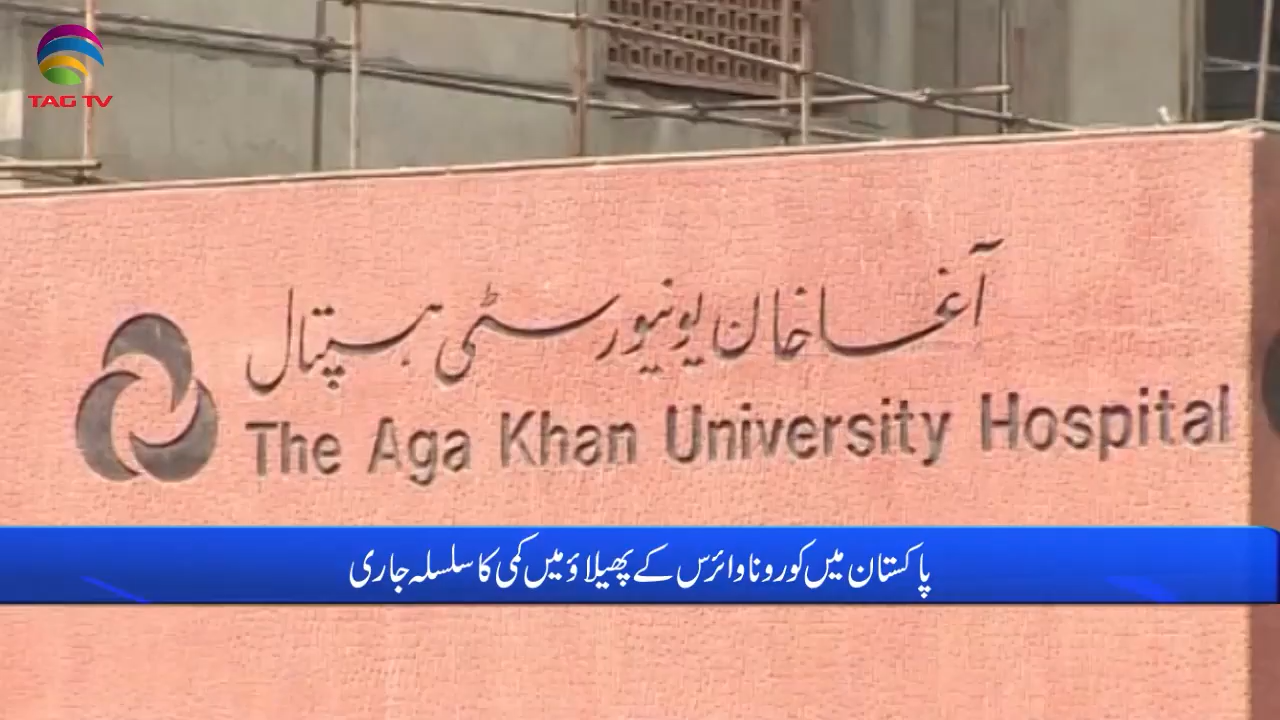 TAG TV
آغا خان یونیورسٹی ہسپتال
The Aga Khan University Hospital
پاکستان میں کورونا وائرس کے پھیلاؤ میں کمی کا سلسلہ جاری